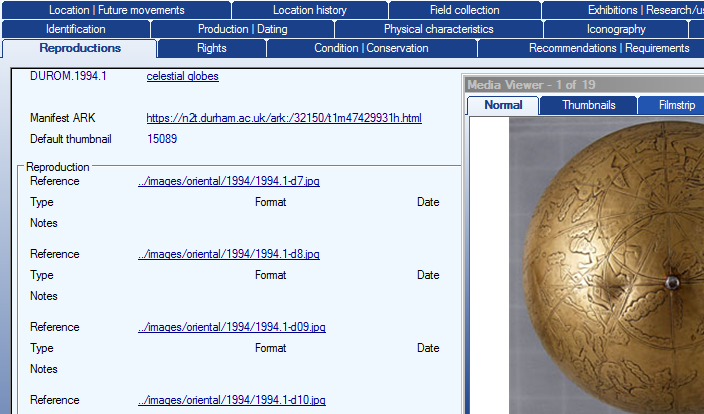 Location | Future movements Location history Field collection Exhibitions | Research/us
Identification Production | Dating Physical characteristics Iconography
Reproductions Rights Condition | Conservation Recommendations | Requirements
DUROM.1994.1 celestial globes
Media Viewer - 1 of 19
Normal Thumbnails Filmstrip
Manifest ARK https://n2t.durham.ac.uk/ark:/32150/t1m47429931h.html
Default thumbnail 15089
Reproduction
Reference ../images/oriental/1994/1994.1-d7.jpg
Type Format Date
Notes
Reference ../images/oriental/1994/1994.1-d8.jpg
Type Format Date
Notes
Reference ../images/oriental/1994/1994.1-d09.jpg
Type Format Date
Notes
Reference ../images/oriental/1994/1994.1-d10.jpg